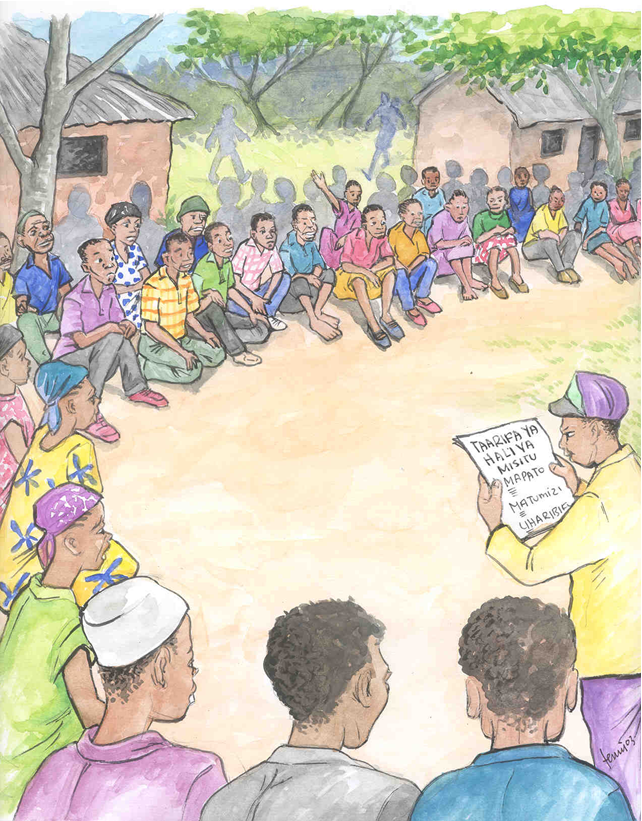 TAARIFA YA
HALI YA
MISITU
MAPATO
MATUMIZI
UHARIBIFU